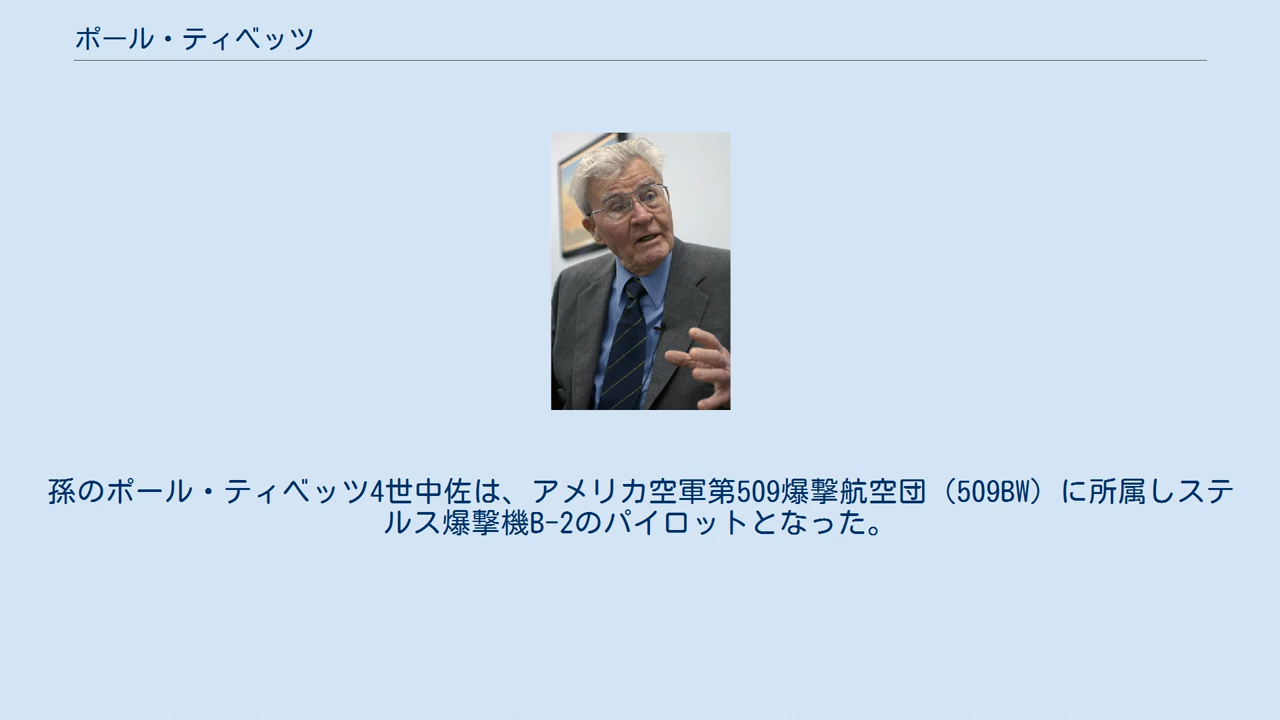 ポール・ティベッツ
孫のポール・ティベッツ4世中佐は、アメリカ空軍第509爆撃航空団（509BW）に所属しステ
ルス爆撃機B-2のパイロットとなった。